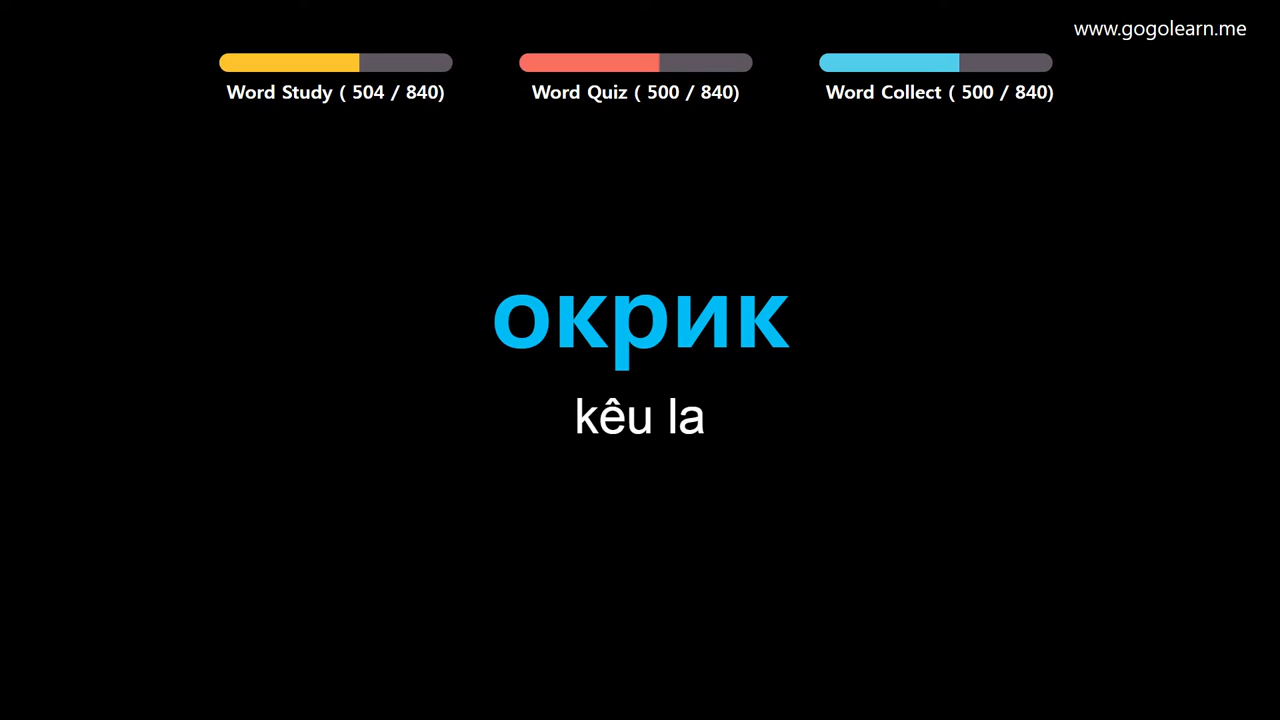 www.gogolearn.me
Word Study ( 504 / 840)
Word Quiz ( 500 / 840)
Word Collect ( 500 / 840)
окрик
kêu la